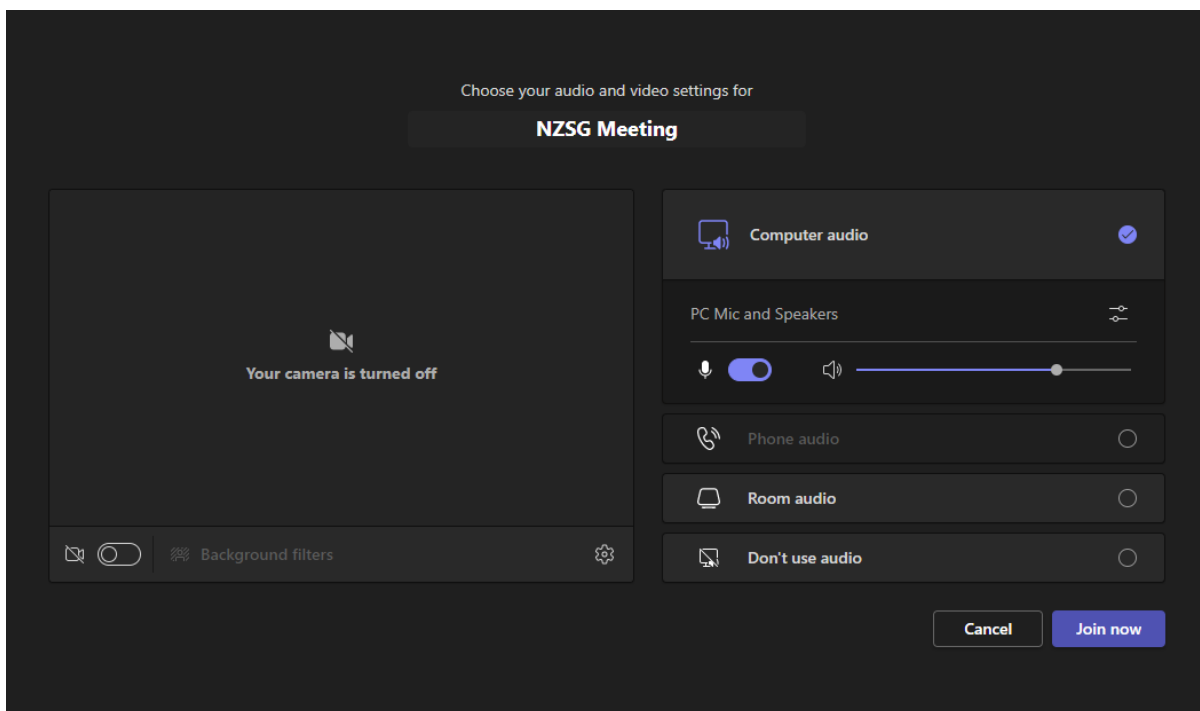 Choose your audio and video settings for
NZSG Meeting
Your camera is turned off
Background filters
Computer audio
PC Mic and Speakers
Phone audio
Room audio
Don't use audio
Cancel
Join now